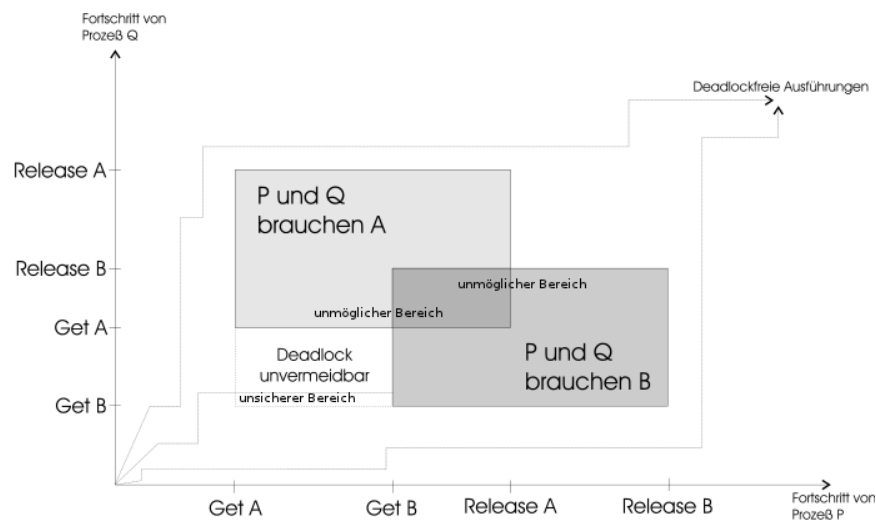 Fortschritt von
Prozeß Q
Deadlockfreie Ausführungen
Release A
P und Q
brauchen A
Release B
unmöglicher Bereich
unmöglicher Bereich
Get A
Deadlock
unvermeidbar
P und Q
brauchen B
unsicherer Bereich
Get B
Get A
Get B
Release A
Release B
Fortschritt von
Prozeß P